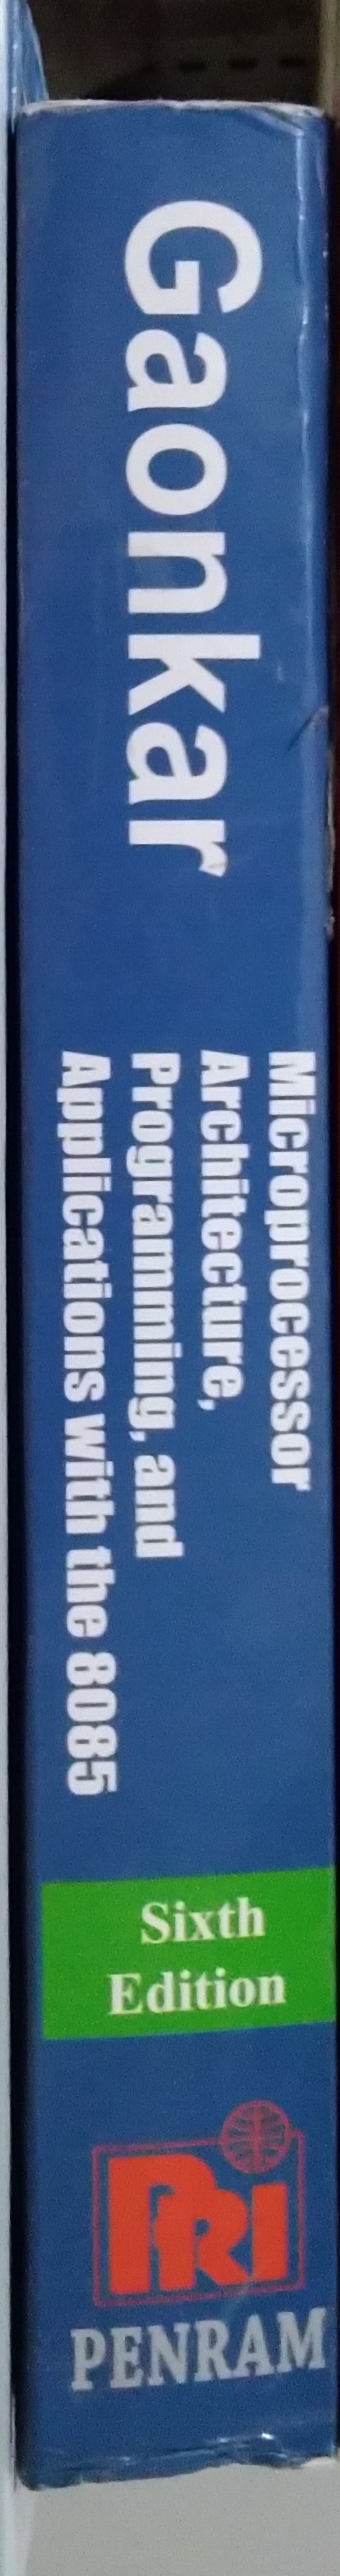 Gaonkar
Microprocessor
Architecture,
Programming, and
Applications with the 8085
Sixth
Edition
PRI
PENRAM